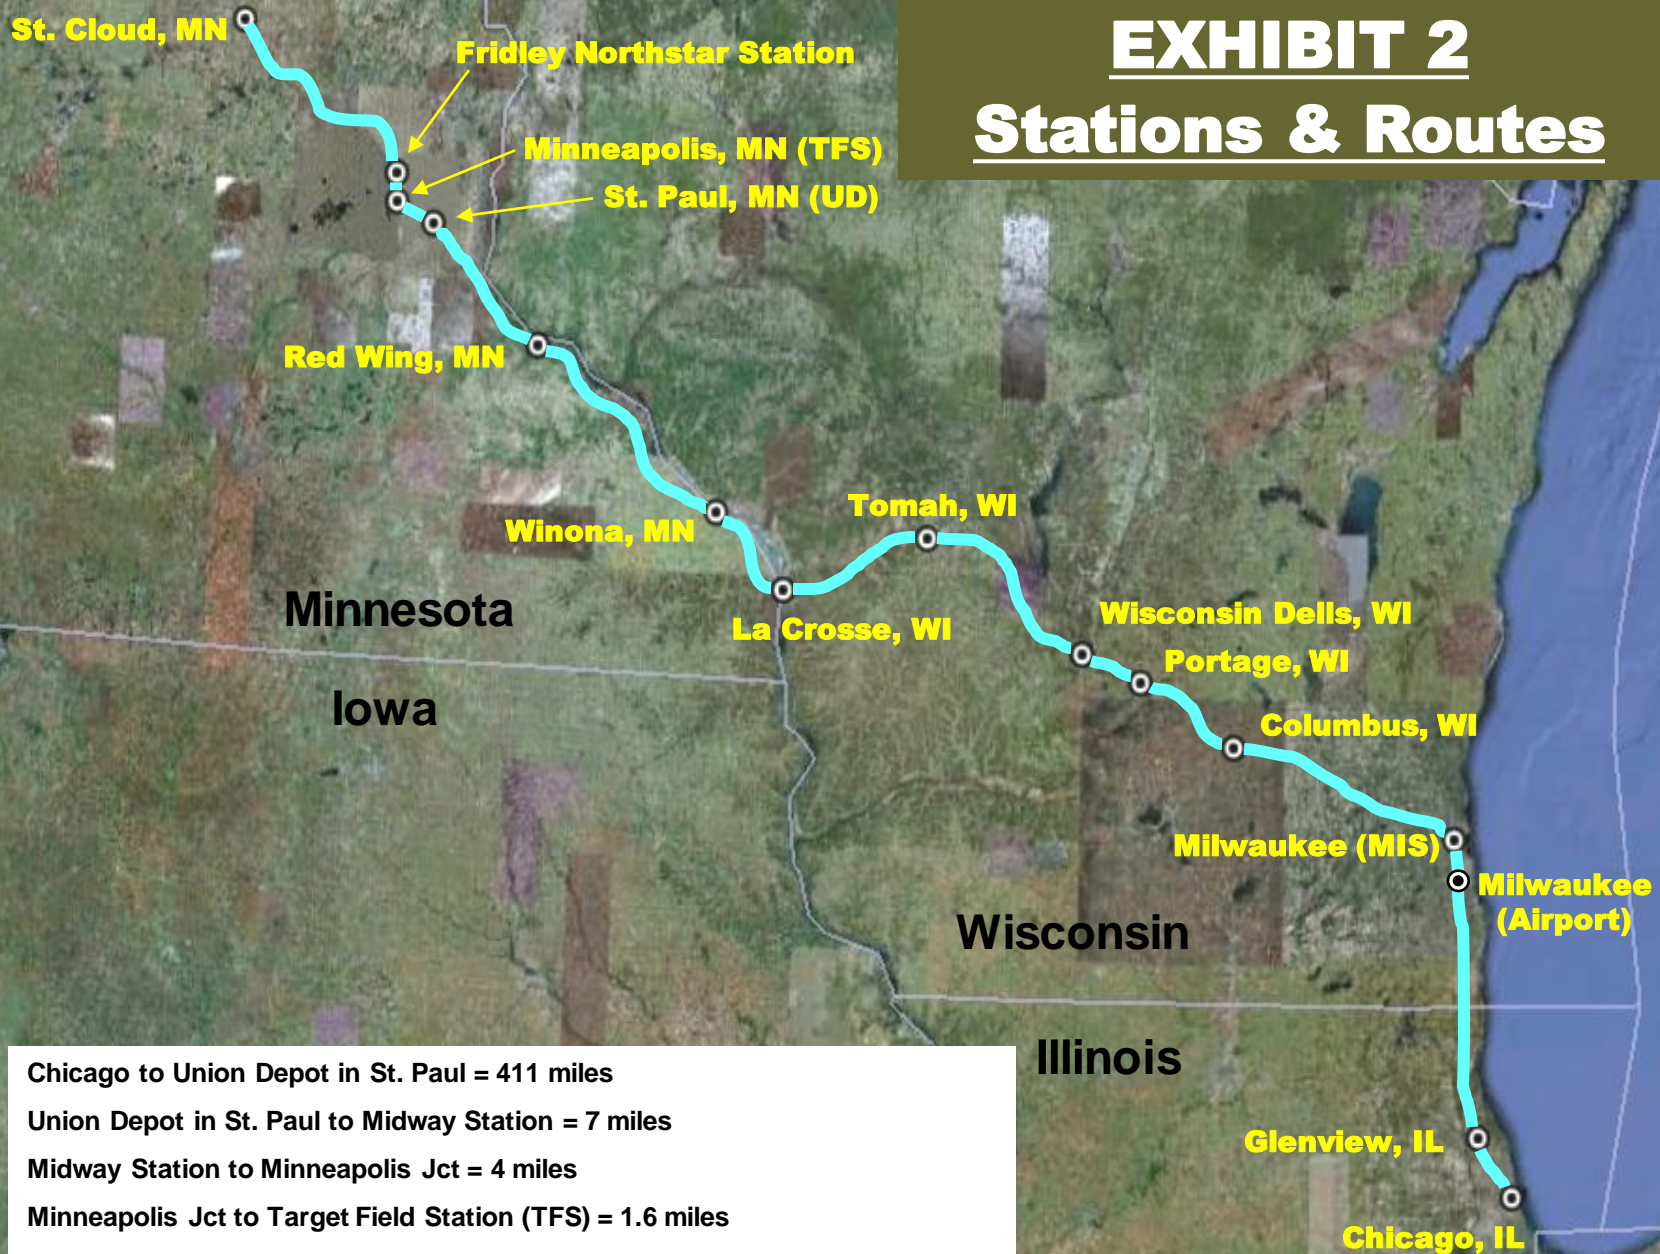 EXHIBIT 2
Stations & Routes
St. Cloud, MN
Fridley Northstar Station
Minneapolis, MN (TFS)
St. Paul, MN (UD)
Red Wing, MN
Winona, MN
Tomah, WI
La Crosse, WI
Wisconsin Dells, WI
Portage, WI
Columbus, WI
Milwaukee (MIS)
Milwaukee
(Airport)
Minnesota
Iowa
Wisconsin
Illinois
Glenview, IL
Chicago, IL
Chicago to Union Depot in St. Paul = 411 miles
Union Depot in St. Paul to Midway Station = 7 miles
Midway Station to Minneapolis Jct = 4 miles
Minneapolis Jct to Target Field Station (TFS) = 1.6 miles